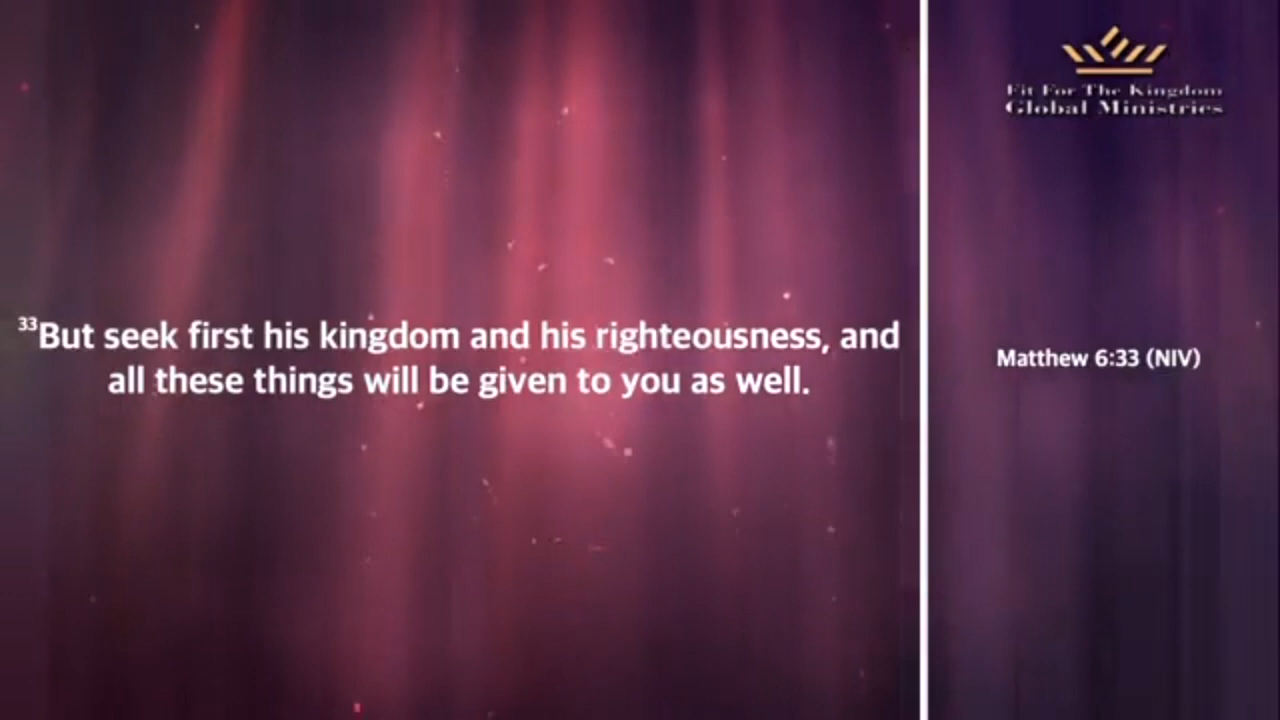 ³³But seek first his kingdom and his righteousness, and
all these things will be given to you as well.
Fit For The Kingdom
Global Ministries
Matthew 6:33 (NIV)